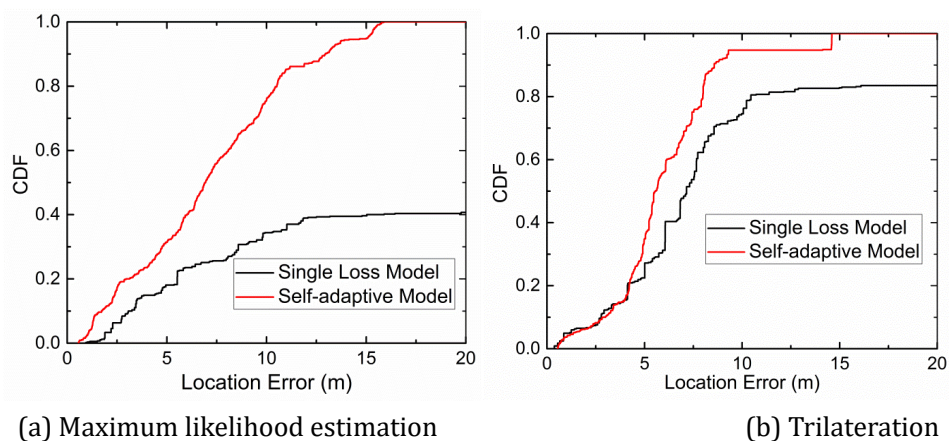 1.0
0.8
0.6
0.4
0.2
0.0
CDF
0 5 10 15 20
Location Error (m)
Single Loss Model
Self-adaptive Model
(a) Maximum likelihood estimation
1.0
0.8
0.6
0.4
0.2
0.0
CDF
0 5 10 15 20
Location Error (m)
Single Loss Model
Self-adaptive Model
(b) Trilateration